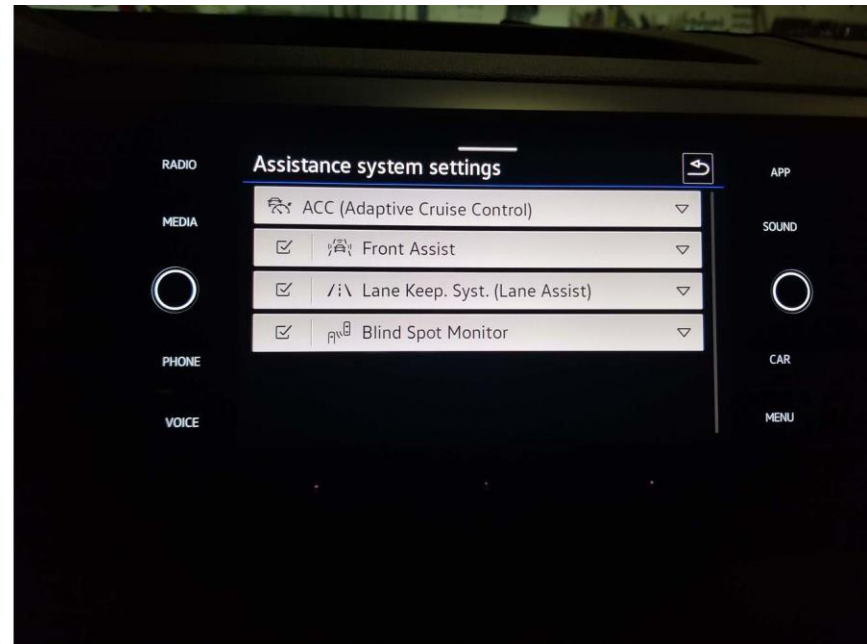 RADIO
MEDIA
PHONE
VOICE
Assistance system settings
ACC (Adaptive Cruise Control)
Front Assist
Lane Keep. Syst. (Lane Assist)
Blind Spot Monitor
APP
SOUND
CAR
MENU